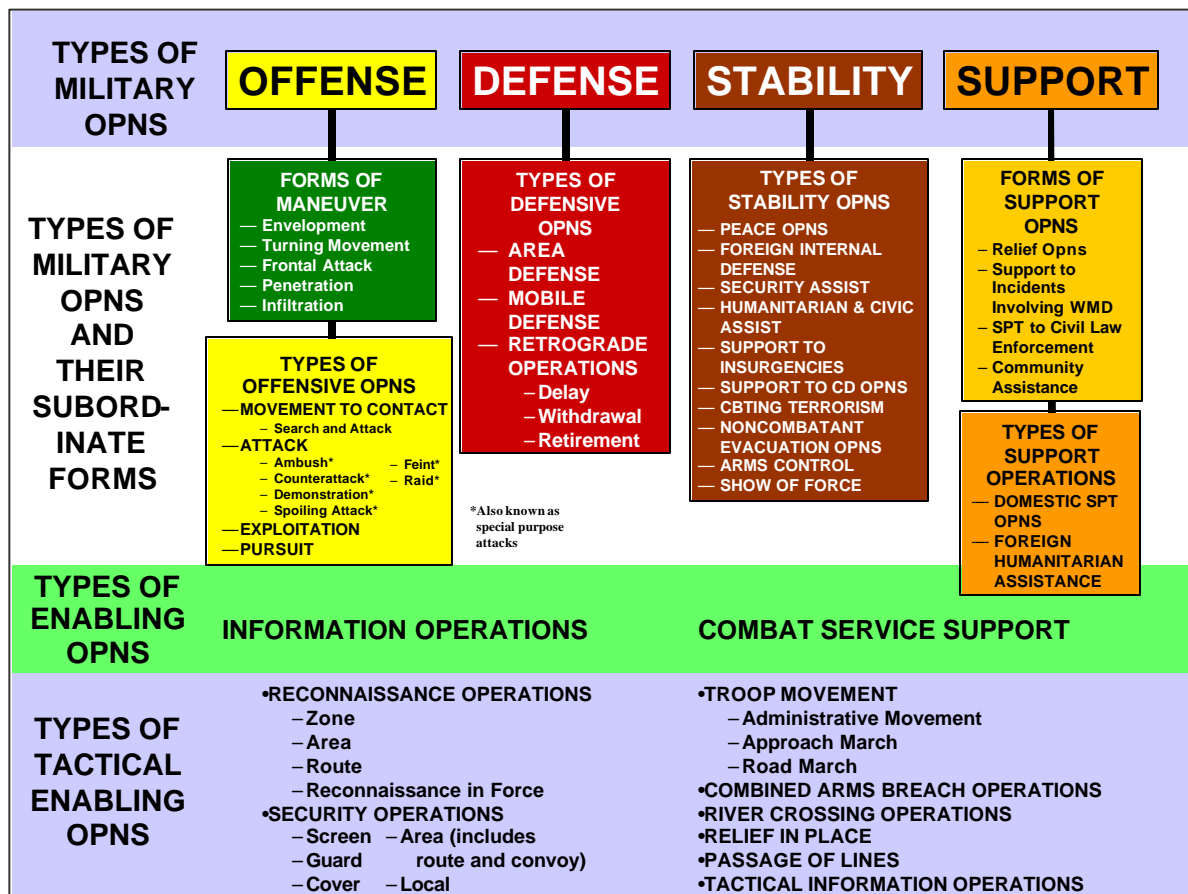 TYPES OF
MILITARY
OPNS
OFFENSE
DEFENSE
STABILITY
SUPPORT
TYPES OF
MILITARY
OPNS
AND
THEIR
SUBORD-
INATE
FORMS
FORMS OF
MANEUVER
— Envelopment
— Turning Movement
— Frontal Attack
— Penetration
— Infiltration
TYPES OF
OFFENSIVE OPNS
—MOVEMENT TO CONTACT
– Search and Attack
—ATTACK
– Ambush* – Feint*
– Counterattack* – Raid*
– Demonstration*
– Spoiling Attack*
—EXPLOITATION
—PURSUIT
TYPES OF
DEFENSIVE
OPNS
— AREA
DEFENSE
— MOBILE
DEFENSE
— RETROGRADE
OPERATIONS
– Delay
– Withdrawal
– Retirement
*Also known as
special purpose
attacks
TYPES OF
STABILITY OPNS
— PEACE OPNS
— FOREIGN INTERNAL
DEFENSE
— SECURITY ASSIST
— HUMANITARIAN & CIVIC
ASSIST
— SUPPORT TO
INSURGENCIES
— SUPPORT TO CD OPNS
— CBTING TERRORISM
— NONCOMBATANT
EVACUATION OPNS
— ARMS CONTROL
— SHOW OF FORCE
FORMS OF
SUPPORT
OPNS
– Relief Opns
– Support to
Incidents
Involving WMD
– SPT to Civil Law
Enforcement
– Community
Assistance
TYPES OF
SUPPORT
OPERATIONS
— DOMESTIC SPT
OPNS
— FOREIGN
HUMANITARIAN
ASSISTANCE
TYPES OF
ENABLING
OPNS
INFORMATION OPERATIONS
COMBAT SERVICE SUPPORT
TYPES OF
TACTICAL
ENABLING
OPNS
•RECONNAISSANCE OPERATIONS
– Zone
– Area
– Route
– Reconnaissance in Force
•SECURITY OPERATIONS
– Screen – Area (includes
– Guard route and convoy)
– Cover – Local
•TROOP MOVEMENT
– Administrative Movement
– Approach March
– Road March
•COMBINED ARMS BREACH OPERATIONS
•RIVER CROSSING OPERATIONS
•RELIEF IN PLACE
•PASSAGE OF LINES
•TACTICAL INFORMATION OPERATIONS